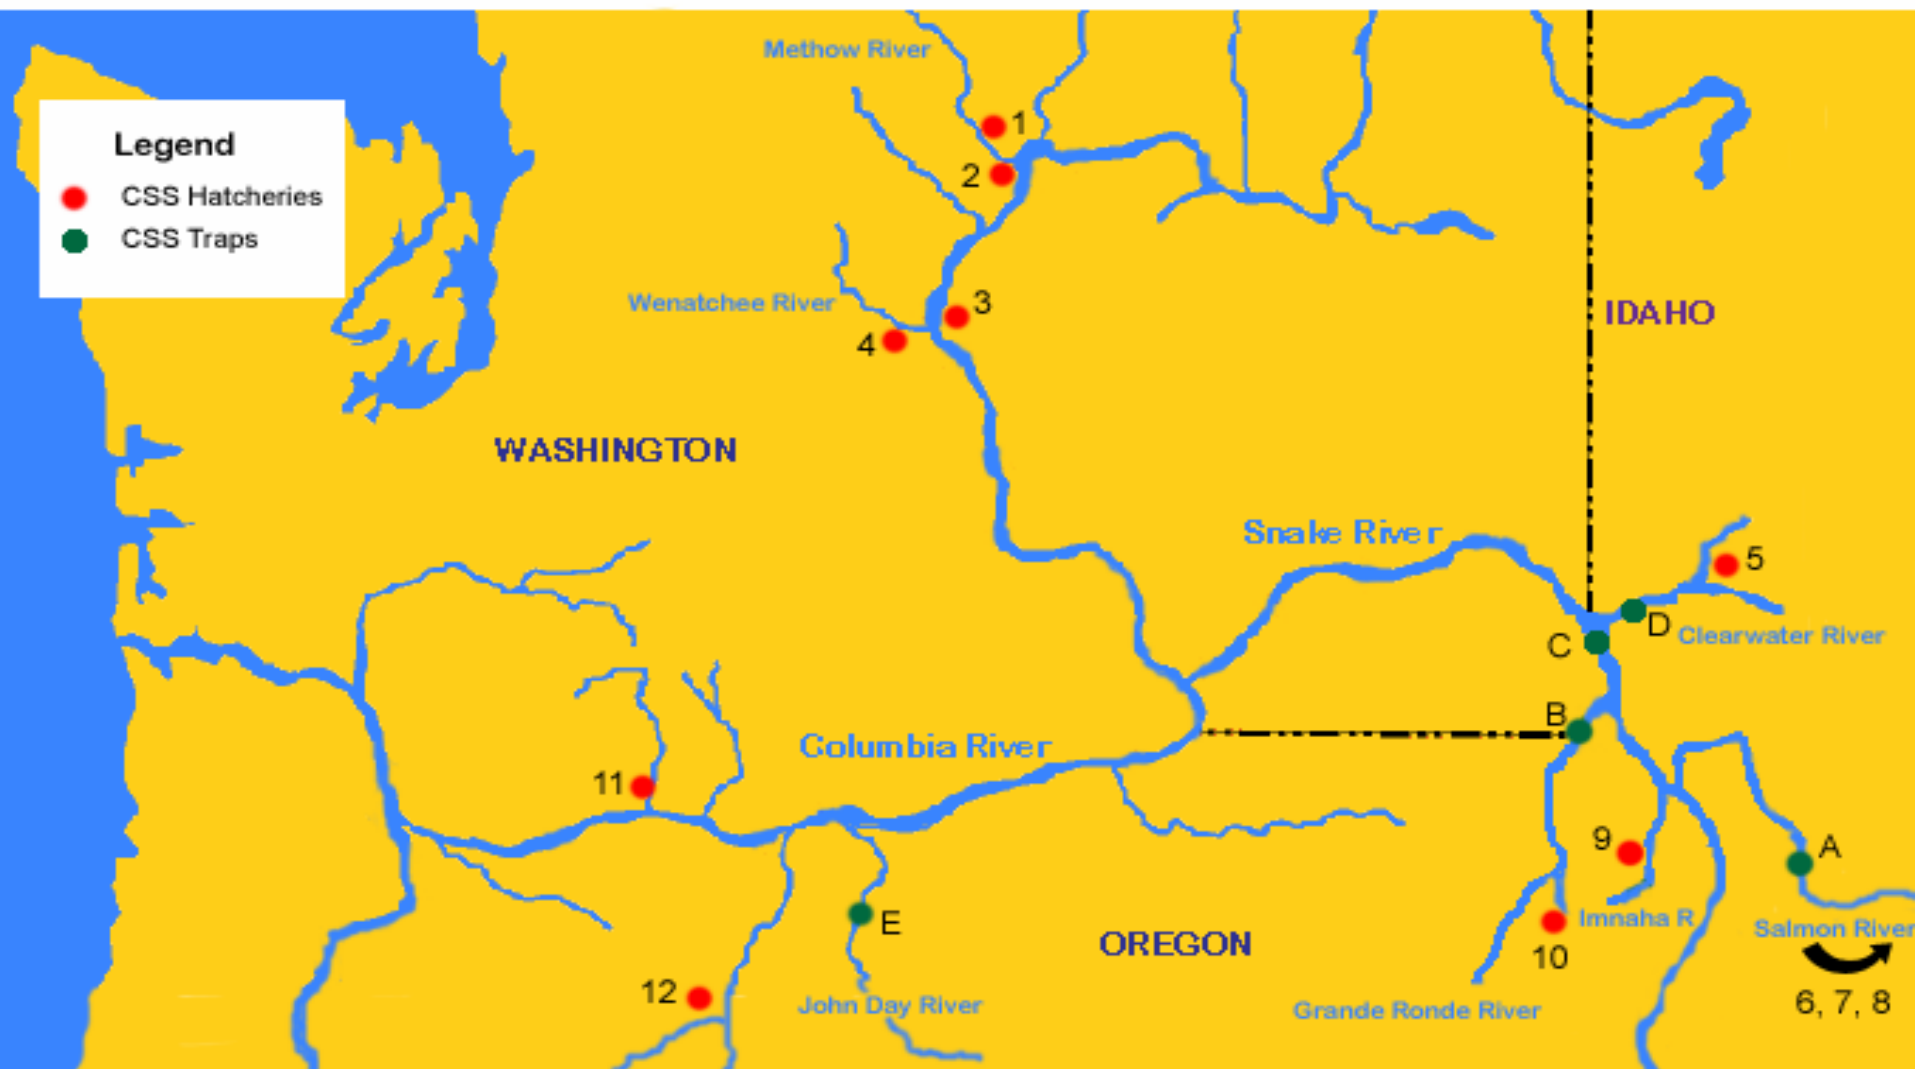 Methow River
Legend
CSS Hatcheries
CSS Traps
1
2
3
Wenatchee River
4
IDAHO
WASHINGTON
Snake River
5
D
C
Clearwater River
B
Columbia River
11
9
A
E
Imnaha R
Salmon River
OREGON
10
12
John Day River
Grande Ronde River
6, 7, 8